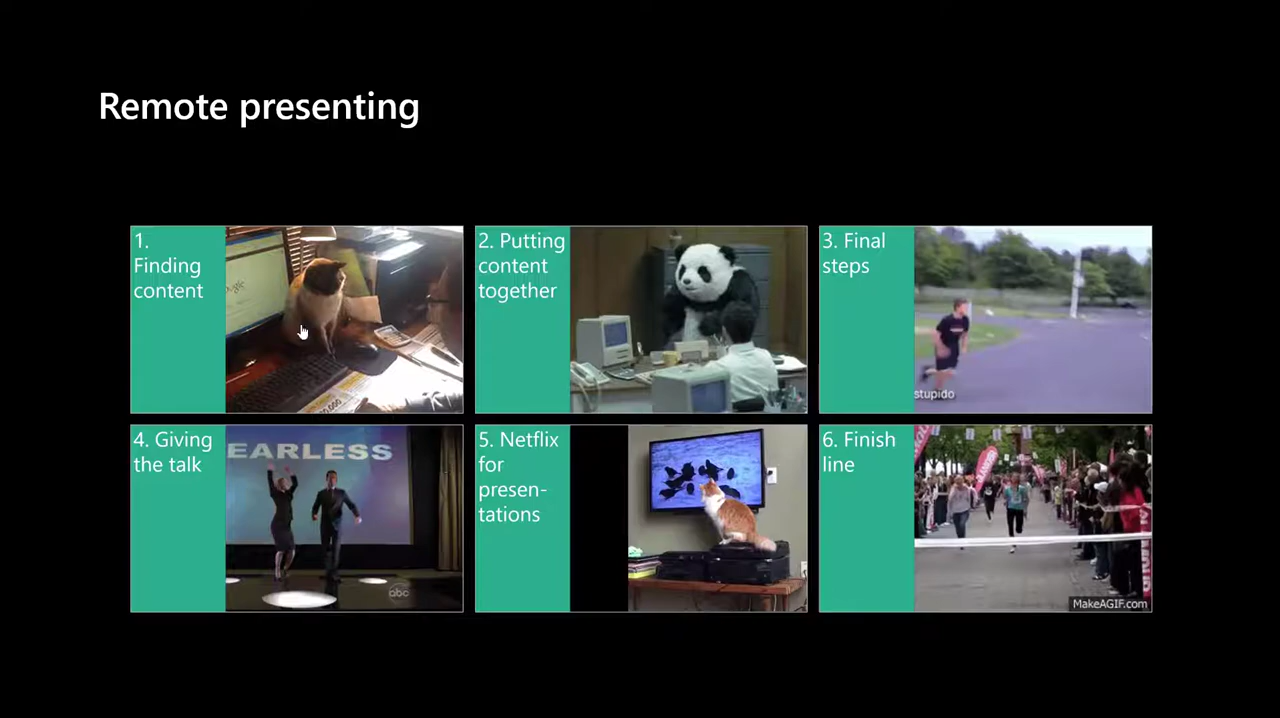 Remote presenting
1.
Finding
content
2. Putting
content
together
3. Final
steps
stupido
4. Giving
the talk
EARLESS
abc
5. Netflix
for
presen-
tations
6. Finish
line
MakeAGIF.com